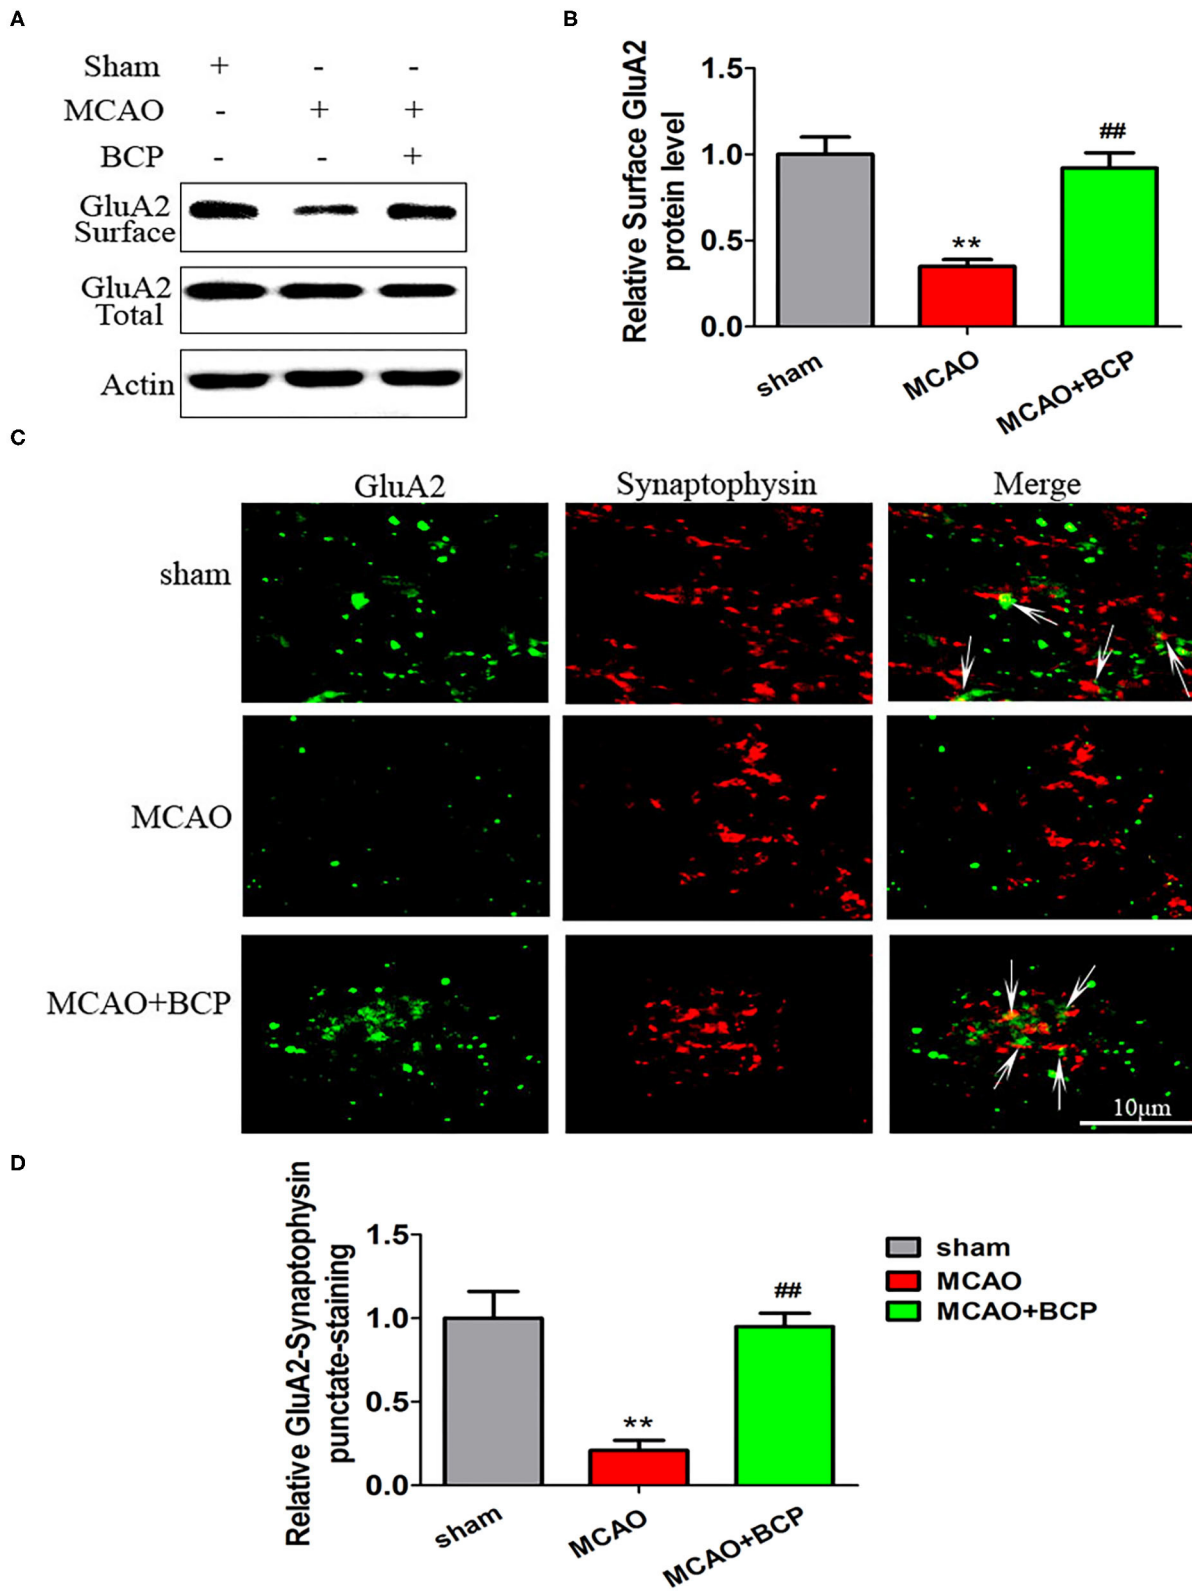 A
Sham + - -
MCAO - + +
BCP - - +
GluA2
Surface
GluA2
Total
Actin
B
Relative Surface GluA2
protein level
1.5
1.0
0.5
0.0
**
##
sham
MCAO
MCAO+BCP
C
GluA2 Synaptophysin Merge
sham
MCAO
MCAO+BCP
10μm
D
Relative GluA2-Synaptophysin
punctate-staining
1.5
1.0
0.5
0.0
**
##
sham
MCAO
MCAO+BCP
sham
MCAO
MCAO+BCP